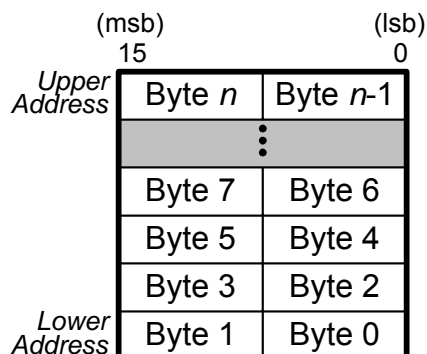 (msb) (lsb)
15 0
Upper Address Byte n Byte n-1
Byte 7 Byte 6
Byte 5 Byte 4
Byte 3 Byte 2
Lower Address Byte 1 Byte 0